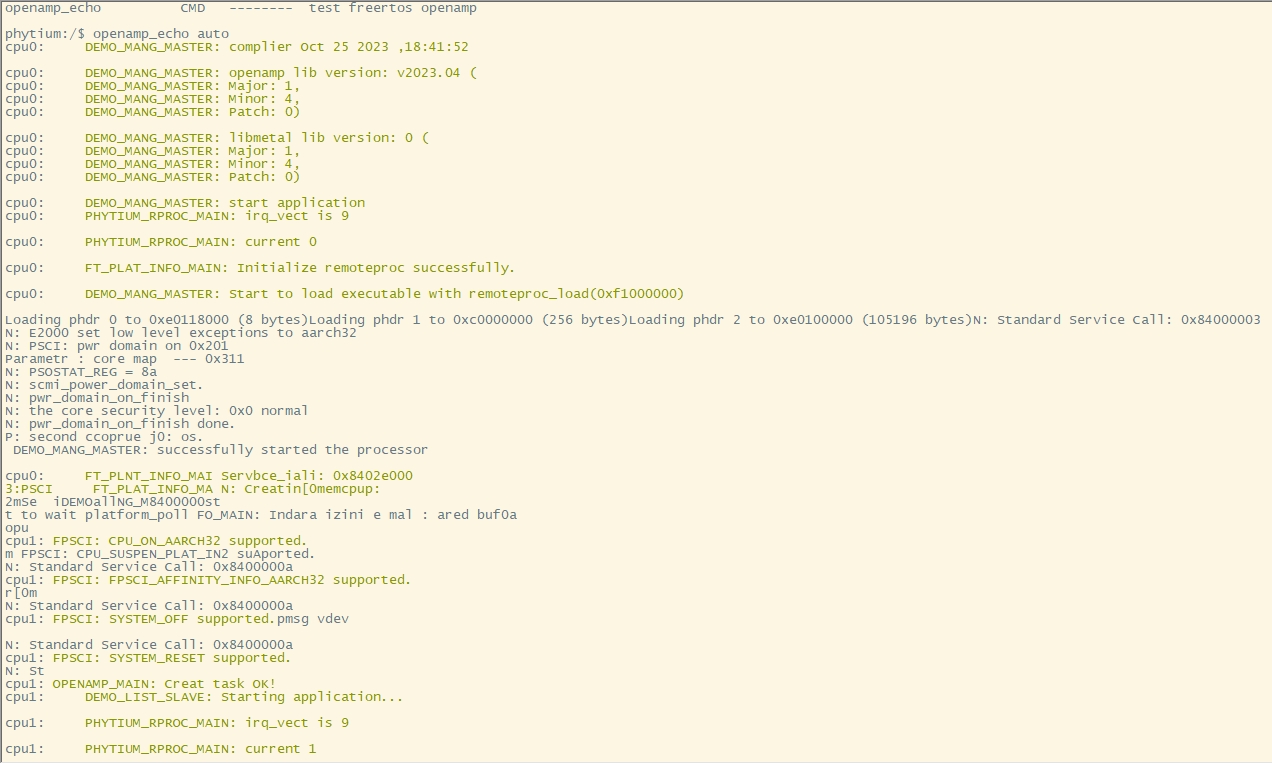 openamp_echo          CMD   --------  test freertos openamp
phytium:/$ openamp_echo auto
cpu0:     DEMO_MANG_MASTER: complier Oct 25 2023 ,18:41:52
cpu0:     DEMO_MANG_MASTER: openamp lib version: v2023.04 (
cpu0:     DEMO_MANG_MASTER: Major: 1,
cpu0:     DEMO_MANG_MASTER: Minor: 4,
cpu0:     DEMO_MANG_MASTER: Patch: 0)
cpu0:     DEMO_MANG_MASTER: libmetal lib version: 0 (
cpu0:     DEMO_MANG_MASTER: Major: 1,
cpu0:     DEMO_MANG_MASTER: Minor: 4,
cpu0:     DEMO_MANG_MASTER: Patch: 0)
cpu0:     DEMO_MANG_MASTER: start application
cpu0:     PHYTIUM_RPROC_MAIN: irq_vect is 9
cpu0:     PHYTIUM_RPROC_MAIN: current 0
cpu0:     FT_PLAT_INFO_MAIN: Initialize remoteproc successfully.
cpu0:     DEMO_MANG_MASTER: Start to load executable with remoteproc_load(0xf1000000)
Loading phdr 0 to 0xe0118000 (8 bytes)Loading phdr 1 to 0xc0000000 (256 bytes)Loading phdr 2 to 0xe0100000 (105196 bytes)N: Standard Service Call: 0x84000003
N: E2000 set low level exceptions to aarch32
N: PSCI: pwr domain on 0x201
Parametr : core map  --- 0x311
N: PSOSTAT_REG = 8a
N: scmi_power_domain_set.
N: pwr_domain_on_finish
N: the core security level: 0x0 normal
N: pwr_domain_on_finish done.
P: second ccoprue j0: os.
 DEMO_MANG_MASTER: successfully started the processor
cpu0:     FT_PLNT_INFO_MAI Servbce_iali: 0x8402e000
3:PSCI     FT_PLAT_INFO_MA N: Creatin[0memcpup:
2mSe  iDEMOallNG_M8400000st
t to wait platform_poll FO_MAIN: Indara izini e mal : ared buf0a
opu
cpu1: FPSCI: CPU_ON_AARCH32 supported.
m FPSCI: CPU_SUSPEN_PLAT_IN2 suAported.
N: Standard Service Call: 0x8400000a
cpu1: FPSCI: FPSCI_AFFINITY_INFO_AARCH32 supported.
r[0m
N: Standard Service Call: 0x8400000a
cpu1: FPSCI: SYSTEM_OFF supported.pmsg vdev
N: Standard Service Call: 0x8400000a
cpu1: FPSCI: SYSTEM_RESET supported.
N: St
cpu1: OPENAMP_MAIN: Creat task OK!
cpu1:     DEMO_LIST_SLAVE: Starting application...
cpu1:     PHYTIUM_RPROC_MAIN: irq_vect is 9
cpu1:     PHYTIUM_RPROC_MAIN: current 1